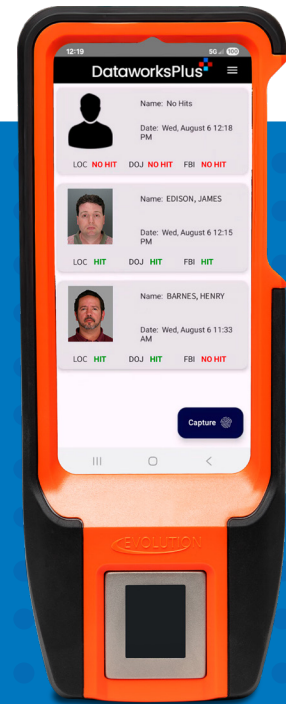 12:19 5G 100
DataworksPlus
Name: No Hits
Date: Wed, August 6 12:18
PM
LOC NO HIT DOJ NO HIT FBI NO HIT
Name: EDISON, JAMES
Date: Wed, August 6 12:15
PM
LOC HIT DOJ HIT FBI HIT
Name: BARNES, HENRY
Date: Wed, August 6 11:33
AM
LOC HIT DOJ HIT FBI NO HIT
Capture
EVOLUTION